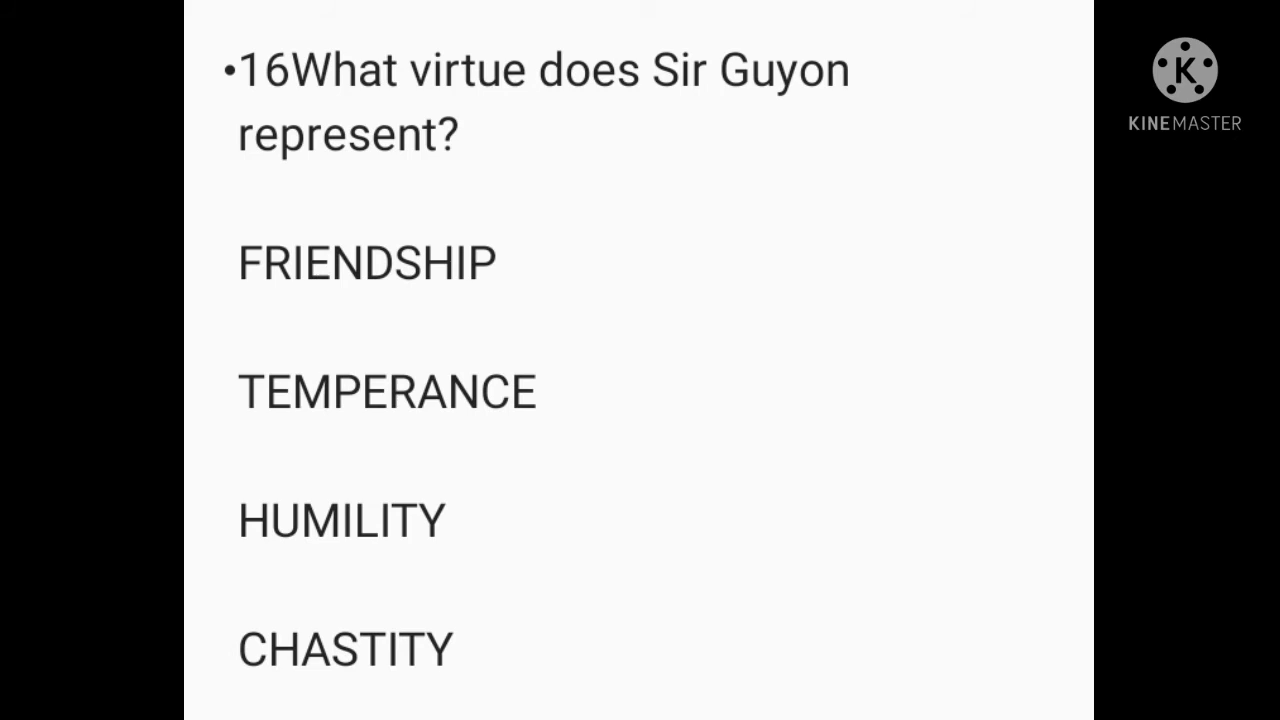 •16What virtue does Sir Guyon
represent?
FRIENDSHIP
TEMPERANCE
HUMILITY
CHASTITY
K
KINEMASTER